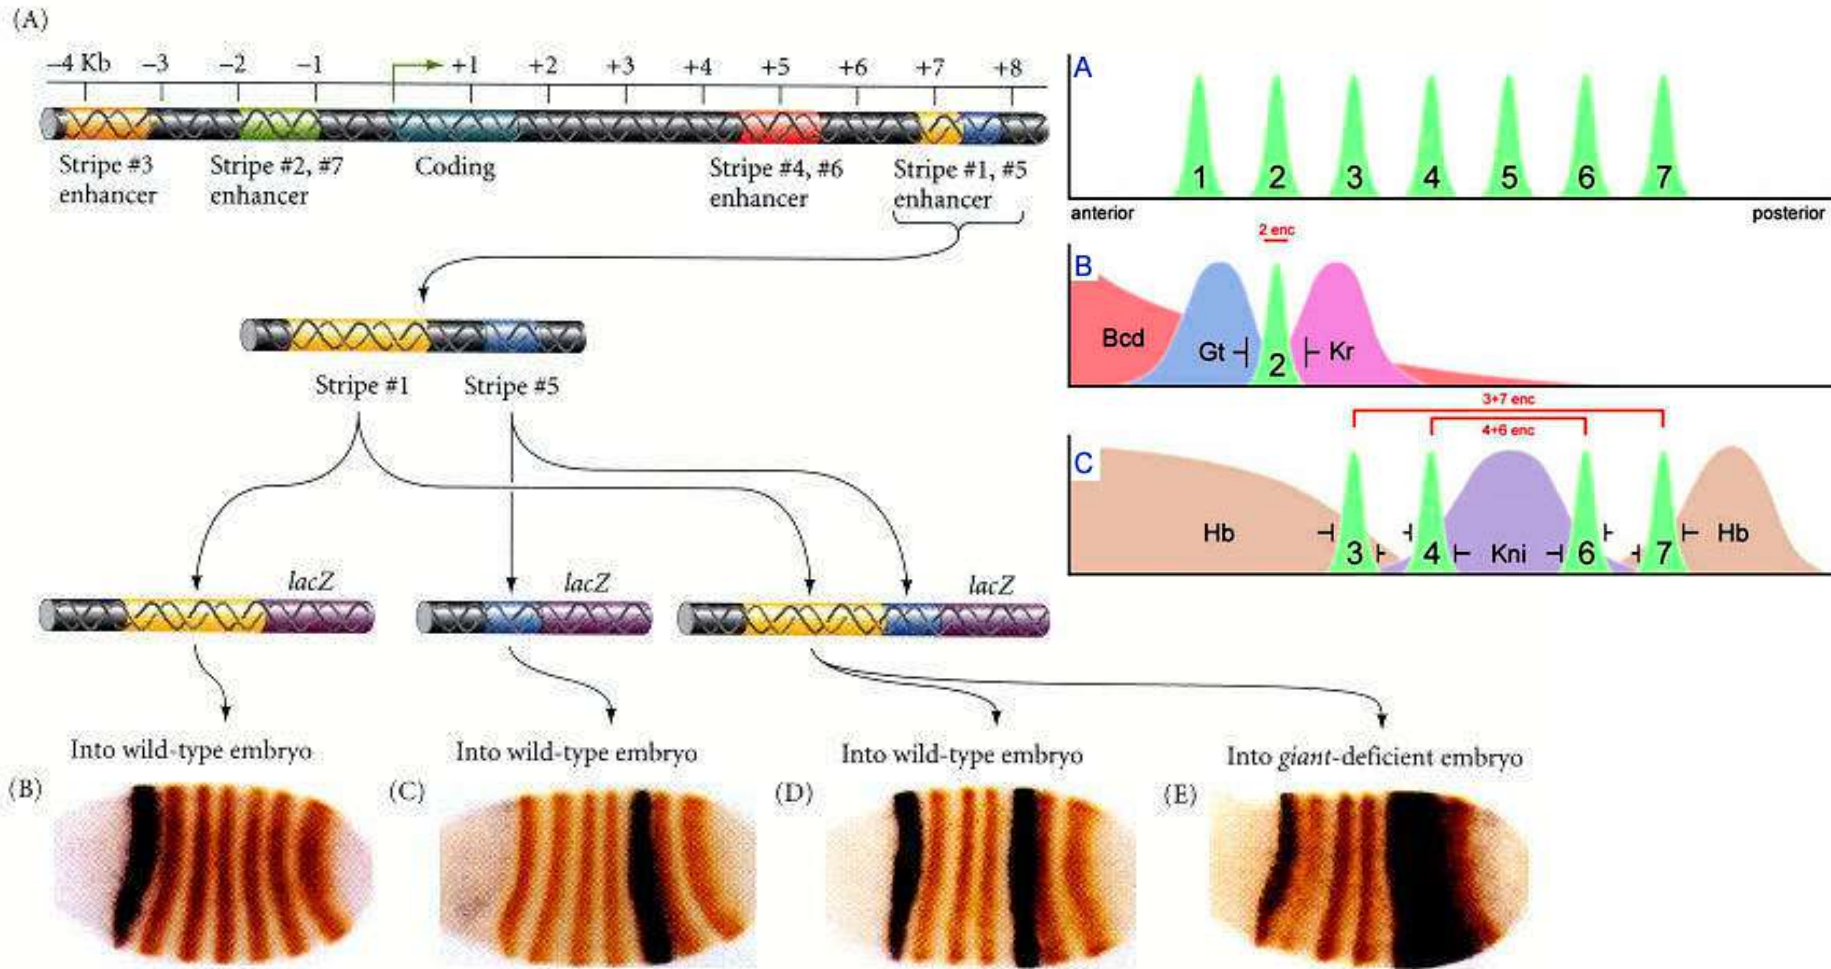 (A)
–4 Kb –3 –2 –1 +1 +2 +3 +4 +5 +6 +7 +8
Stripe #3
enhancer
Stripe #2, #7
enhancer
Coding
Stripe #4, #6
enhancer
Stripe #1, #5
enhancer
Stripe #1
Stripe #5
lacZ
lacZ
lacZ
Into wild-type embryo
Into wild-type embryo
Into wild-type embryo
Into giant-deficient embryo
(B)
(C)
(D)
(E)
A
1 2 3 4 5 6 7
anterior
posterior
2 enc
B
Bcd
Gt
2
Kr
3+7 enc
4+6 enc
C
Hb
3
4
Kni
6
7
Hb